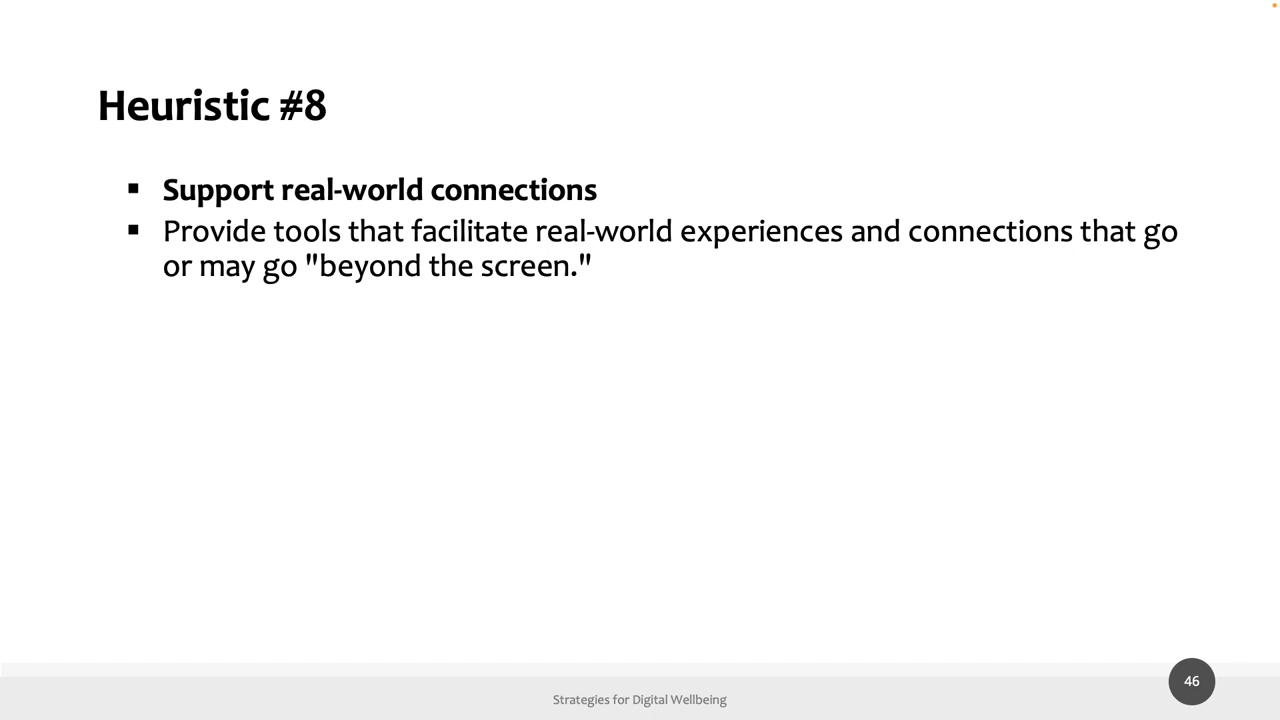 Heuristic #8
▪ Support real-world connections
▪ Provide tools that facilitate real-world experiences and connections that go
or may go "beyond the screen."
Strategies for Digital Wellbeing
46